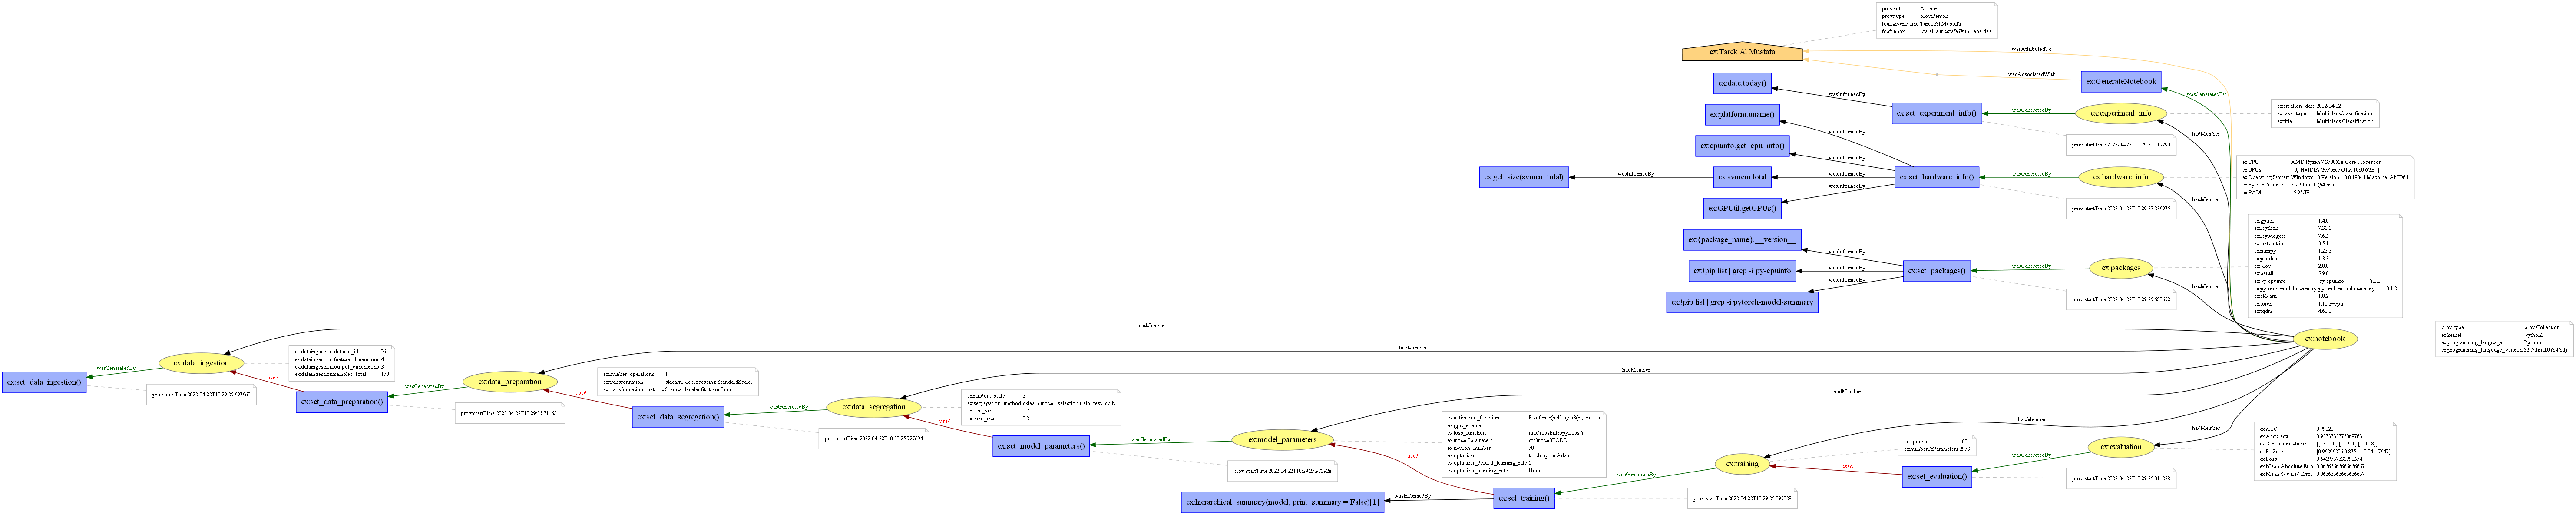 prov:role Author
prov:type prov:Person
foaf:givenName Tarek Al Mustafa
foaf:mbox <tarek.almustafa@uni-jena.de>
ex:Tarek Al Mustafa
wasAttributedTo
wasAssociatedWith
ex:GenerateNotebook
wasGeneratedBy
ex:date.today()
wasInformedBy
ex:set_experiment_info()
wasGeneratedBy
ex:experiment_info
ex:creation_date 2022-04-22
ex:task_type MulticlassClassification
ex:title Multiclass Classification
prov:startTime 2022-04-22T10:29:21.119290
hadMember
ex:platform.uname()
wasInformedBy
ex:cpuinfo.get_cpu_info()
wasInformedBy
ex:get_size(svmem.total)
wasInformedBy
ex:svmem.total
wasInformedBy
ex:set_hardware_info()
wasGeneratedBy
ex:hardware_info
ex:CPU AMD Ryzen 7 3700X 8-Core Processor
ex:GPUs [(0, 'NVIDIA GeForce GTX 1060 6GB')]
ex:Operating System Windows 10 Version: 10.0.19044 Machine: AMD64
ex:Python Version 3.9.7.final.0 (64 bit)
ex:RAM 15.95GB
ex:GPUtil.getGPUs()
wasInformedBy
prov:startTime 2022-04-22T10:29:23.836975
hadMember
ex:{package_name}.__version__
wasInformedBy
ex:!pip list | grep -i py-cpuinfo
wasInformedBy
ex:!pip list | grep -i pytorch-model-summary
wasInformedBy
ex:set_packages()
wasGeneratedBy
ex:packages
ex:gputil 1.4.0
ex:ipython 7.31.1
ex:ipywidgets 7.6.5
ex:matplotlib 3.5.1
ex:numpy 1.22.2
ex:pandas 1.3.3
ex:prov 2.0.0
ex:psutil 5.9.0
ex:py-cpuinfo py-cpuinfo 8.0.0
ex:pytorch-model-summary pytorch-model-summary 0.1.2
ex:sklearn 1.0.2
ex:torch 1.10.2+cpu
ex:tqdm 4.60.0
prov:startTime 2022-04-22T10:29:25.688652
hadMember
ex:notebook
prov:type prov:Collection
ex:kernel python3
ex:programming_language Python
ex:programming_language_version 3.9.7.final.0 (64 bit)
hadMember
ex:set_data_ingestion()
wasGeneratedBy
ex:data_ingestion
ex:dataingestion:dataset_id Iris
ex:dataingestion:feature_dimensions 4
ex:dataingestion:output_dimensions 3
ex:dataingestion:samples_total 150
prov:startTime 2022-04-22T10:29:25.697668
used
hadMember
ex:set_data_preparation()
wasGeneratedBy
ex:data_preparation
ex:number_operations 1
ex:transformation sklearn.preprocessing.StandardScaler
ex:transformation_method Standardscaler.fit_transform
prov:startTime 2022-04-22T10:29:25.711681
used
hadMember
ex:set_data_segregation()
wasGeneratedBy
ex:data_segregation
ex:random_state 2
ex:segregation_method sklearn.model_selection.train_test_split
ex:test_size 0.2
ex:train_size 0.8
prov:startTime 2022-04-22T10:29:25.727694
used
hadMember
ex:set_model_parameters()
wasGeneratedBy
ex:model_parameters
ex:activation_function F.softmax(self.layer3(x), dim=1)
ex:gpu_enable 1
ex:loss_function nn.CrossEntropyLoss()
ex:modelParameters str(model)TODO
ex:neuron_number 50
ex:optimizer torch.optim.Adam(
ex:optimizer_default_learning_rate 1
ex:optimizer_learning_rate None
prov:startTime 2022-04-22T10:29:25.983928
used
hadMember
ex:hierarchical_summary(model, print_summary = False)[1]
wasInformedBy
ex:set_training()
wasGeneratedBy
ex:training
ex:epochs 100
ex:numberOfParameters 2953
prov:startTime 2022-04-22T10:29:26.095028
used
hadMember
ex:set_evaluation()
wasGeneratedBy
ex:evaluation
ex:AUC 0.99222
ex:Accuracy 0.9333333373069763
ex:Confusion Matrix [[13 1 0] [ 0 7 1] [ 0 0 8]]
ex:F1 Score [0.96296296 0.875 0.94117647]
ex:Loss 0.6419557332992554
ex:Mean Absolute Error 0.06666666666666667
ex:Mean Squared Error 0.06666666666666667
prov:startTime 2022-04-22T10:29:26.314228